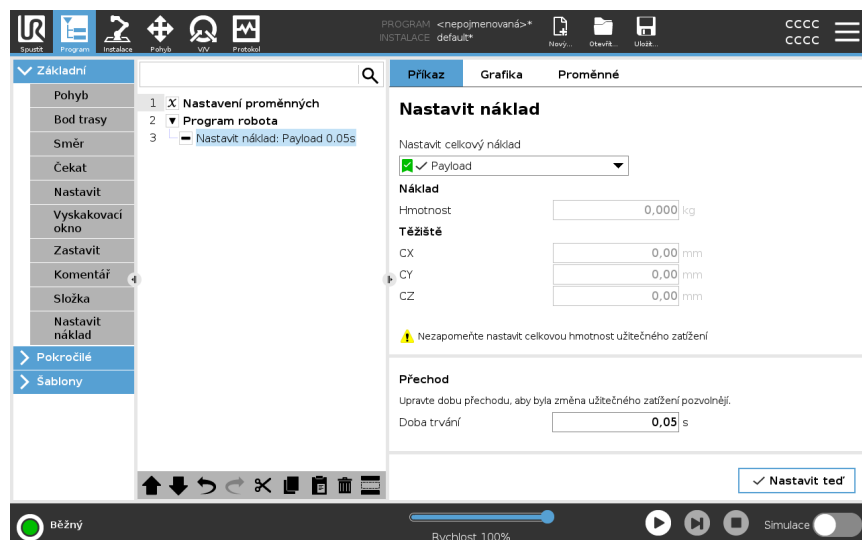 PROGRAM <nepojmenovaná>*
INSTALACE default*
Spustit
Program
Instalace
Pohyb
V/V
Protokol
Nový...
Otevřít...
Uložit...
cccc
cccc
Základní
Pohyb
Bod trasy
Směr
Čekat
Nastavit
Vyskakovací
okno
Zastavit
Komentář
Složka
Nastavit
náklad
Pokročilé
Šablony
1 x Nastavení proměnných
2 Program robota
3 Nastavit náklad: Payload 0.05s
Příkaz Grafika Proměnné
Nastavit náklad
Nastavit celkový náklad
Payload
Náklad
Hmotnost 0,000 kg
Těžiště
CX 0,00 mm
CY 0,00 mm
CZ 0,00 mm
Nezapomeňte nastavit celkovou hmotnost užitečného zatížení
Přechod
Upravte dobu přechodu, aby byla změna užitečného zatížení pozvolnější.
Doba trvání 0,05 s
Nastavit teď
Běžný
Rychlost 100%
Simulace